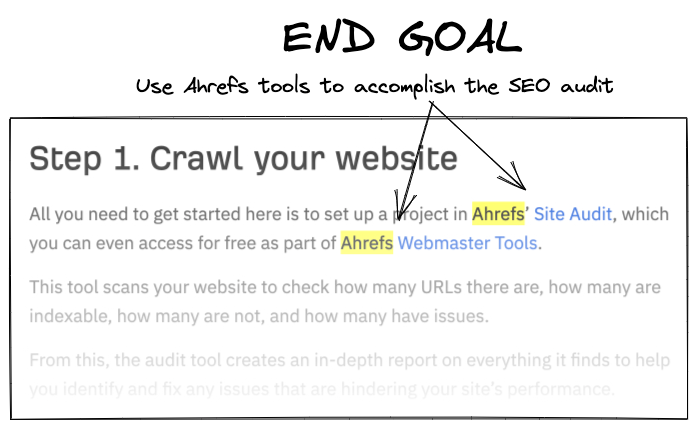 END GOAL
Use Ahrefs tools to accomplish the SEO audit
Step 1. Crawl your website
All you need to get started here is to set up a project in Ahrefs’ Site Audit, which
you can even access for free as part of Ahrefs Webmaster Tools.
This tool scans your website to check how many URLs there are, how many are
indexable, how many are not, and how many have issues.
From this, the audit tool creates an in-depth report on everything it finds to help
you identify and fix any issues that are hindering your site’s performance.